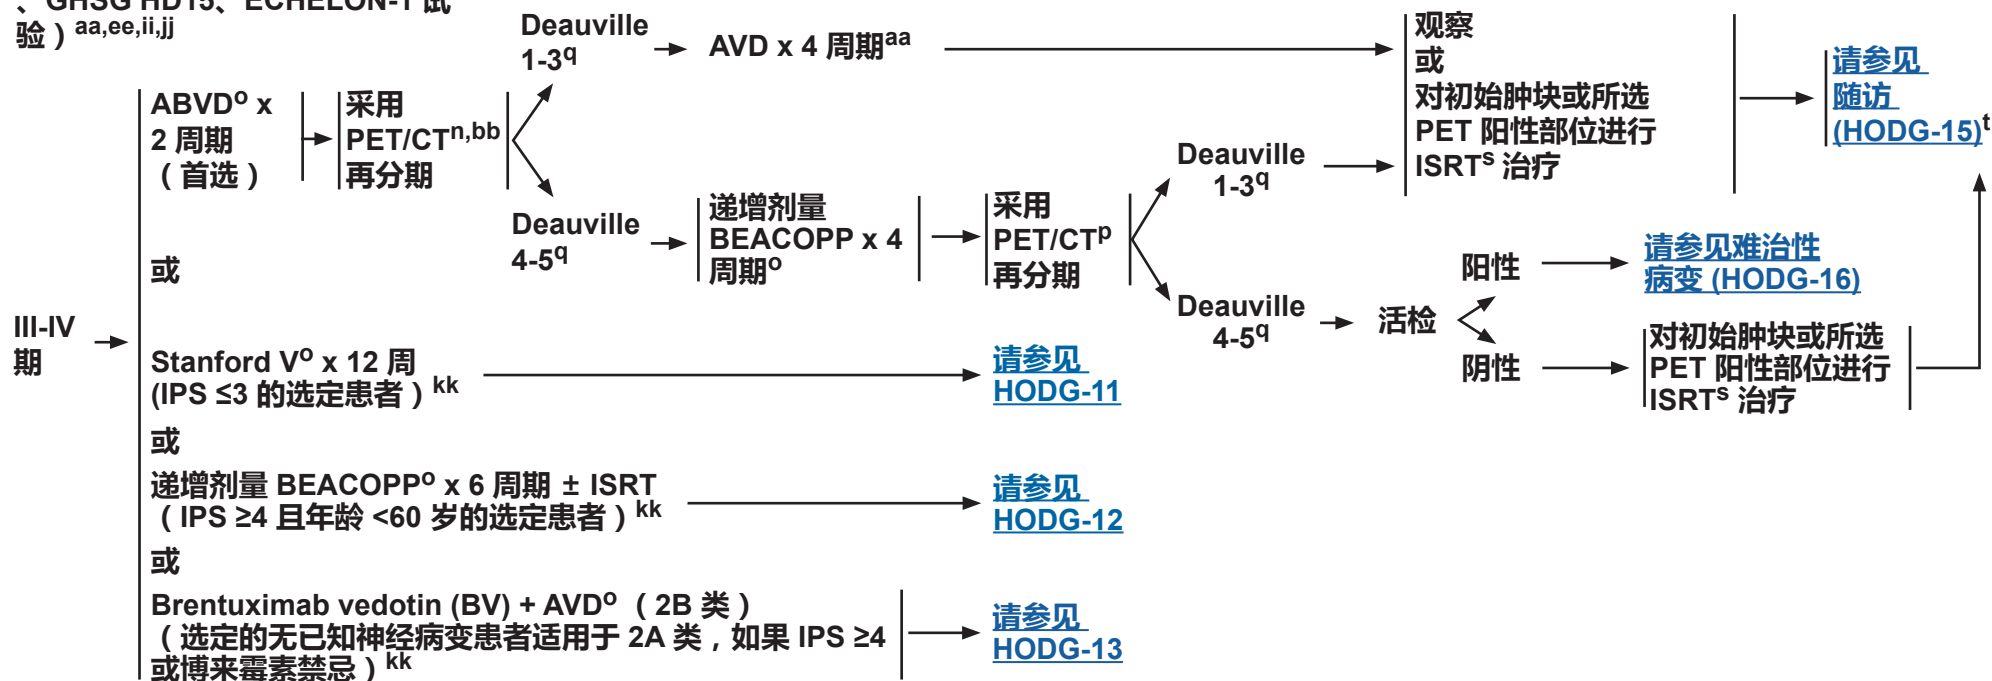 、GHSG HD15、ECHELON-1 试
验）aa,ee,ii,jj
III-IV
期
ABVDo x
2 周期
（首选）
采用
PET/CTn,bb
再分期
Deauville
1-3q
AVD x 4 周期aa
观察
或
对初始肿块或所选
PET 阳性部位进行
ISRTs 治疗
请参见
随访
(HODG-15)t
Deauville
4-5q
递增剂量
BEACOPP x 4
周期o
采用
PET/CTp
再分期
Deauville
1-3q
Deauville
4-5q
活检
阳性
请参见难治性
病变 (HODG-16)
阴性
对初始肿块或所选
PET 阳性部位进行
ISRTs 治疗
或
Stanford Vo x 12 周
(IPS ≤3 的选定患者）kk
请参见
HODG-11
或
递增剂量 BEACOPPo x 6 周期 ± ISRT
（IPS ≥4 且年龄 <60 岁的选定患者）kk
请参见
HODG-12
或
Brentuximab vedotin (BV) + AVDo （2B 类）
（选定的无已知神经病变患者适用于 2A 类，如果 IPS ≥4
或博来霉素禁忌）kk
请参见
HODG-13